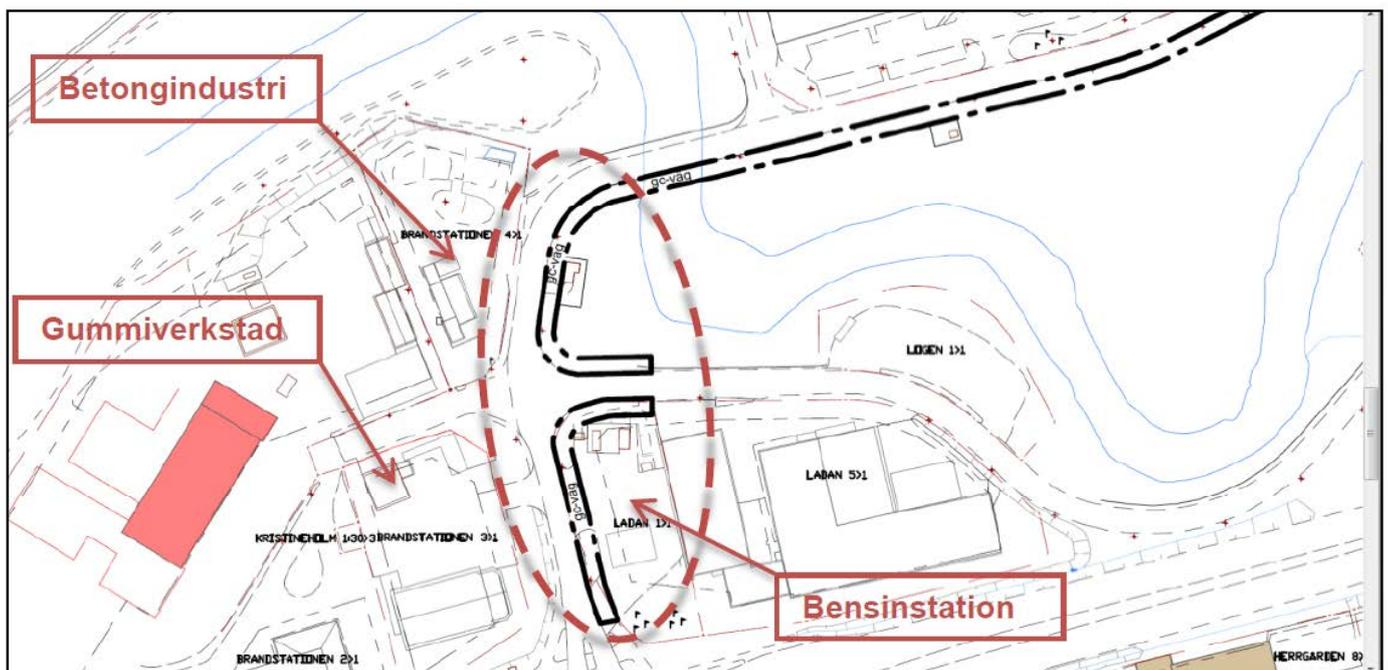 Betongindustri
gc-väg
BRANDSTATIONEN 4>1
gc-väg
Gummiverkstad
LOGEN 1>1
LADAN 5>1
gc-väg
LADAN 1>1
KRISTINEHOLM 1:30>3
BRANDSTATIONEN 3>1
Bensinstation
BRANDSTATIONEN 2>1
HERRGÅRDEN 8>